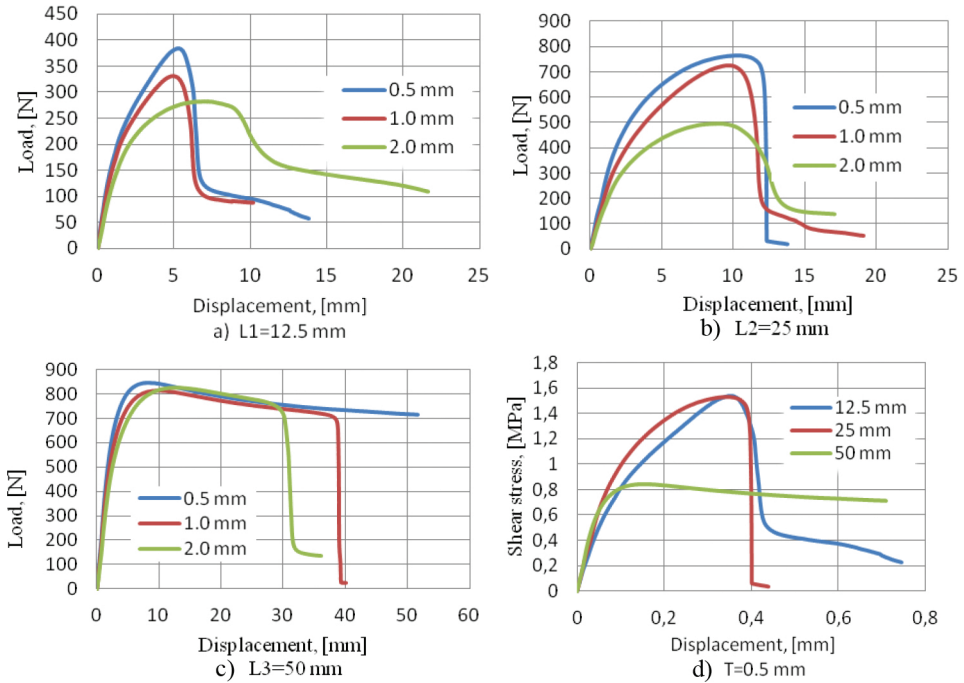 450
400
350
300
250
200
150
100
50
0
Load, [N]
0.5 mm
1.0 mm
2.0 mm
0 5 10 15 20 25
Displacement, [mm]
a) L1=12.5 mm
900
800
700
600
500
400
300
200
100
0
Load, [N]
0.5 mm
1.0 mm
2.0 mm
0 5 10 15 20 25
Displacement, [mm]
b) L2=25 mm
900
800
700
600
500
400
300
200
100
0
Load, [N]
0.5 mm
1.0 mm
2.0 mm
0 10 20 30 40 50 60
Displacement, [mm]
c) L3=50 mm
1,8
1,6
1,4
1,2
1
0,8
0,6
0,4
0,2
0
Shear stress, [MPa]
12.5 mm
25 mm
50 mm
0 0,2 0,4 0,6 0,8
Displacement, [mm]
d) T=0.5 mm